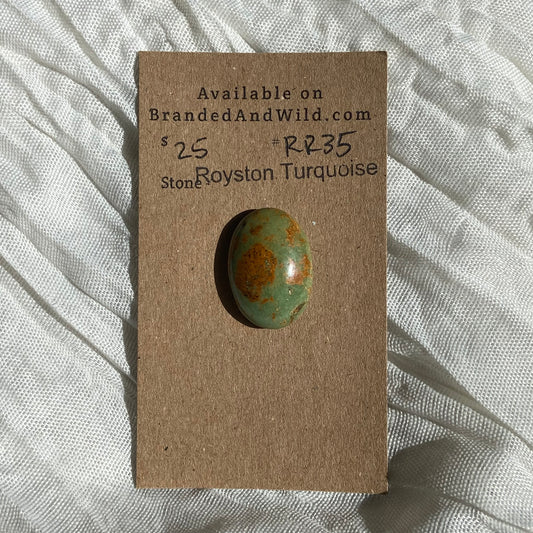 Available on
BrandedAndWild.com
$ 25 # RR35
Stone - Royston Turquoise